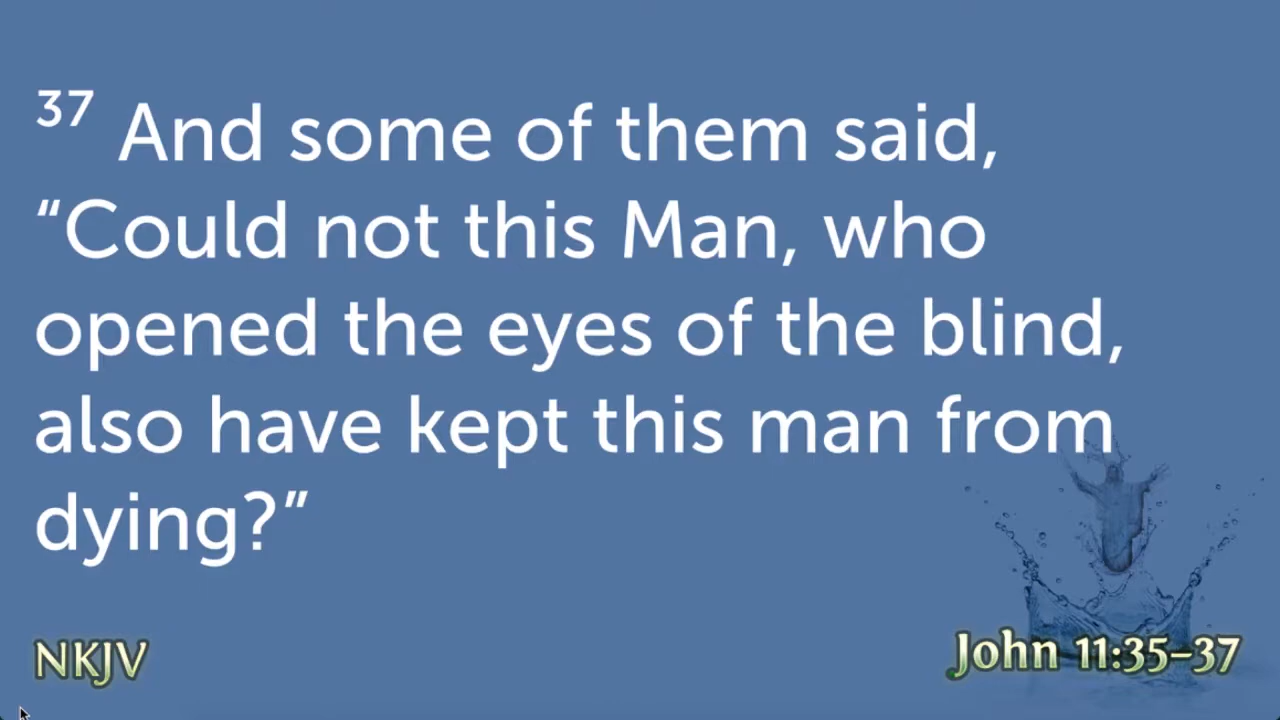 37 And some of them said,
“Could not this Man, who
opened the eyes of the blind,
also have kept this man from
dying?”
NKJV
John 11:35–37